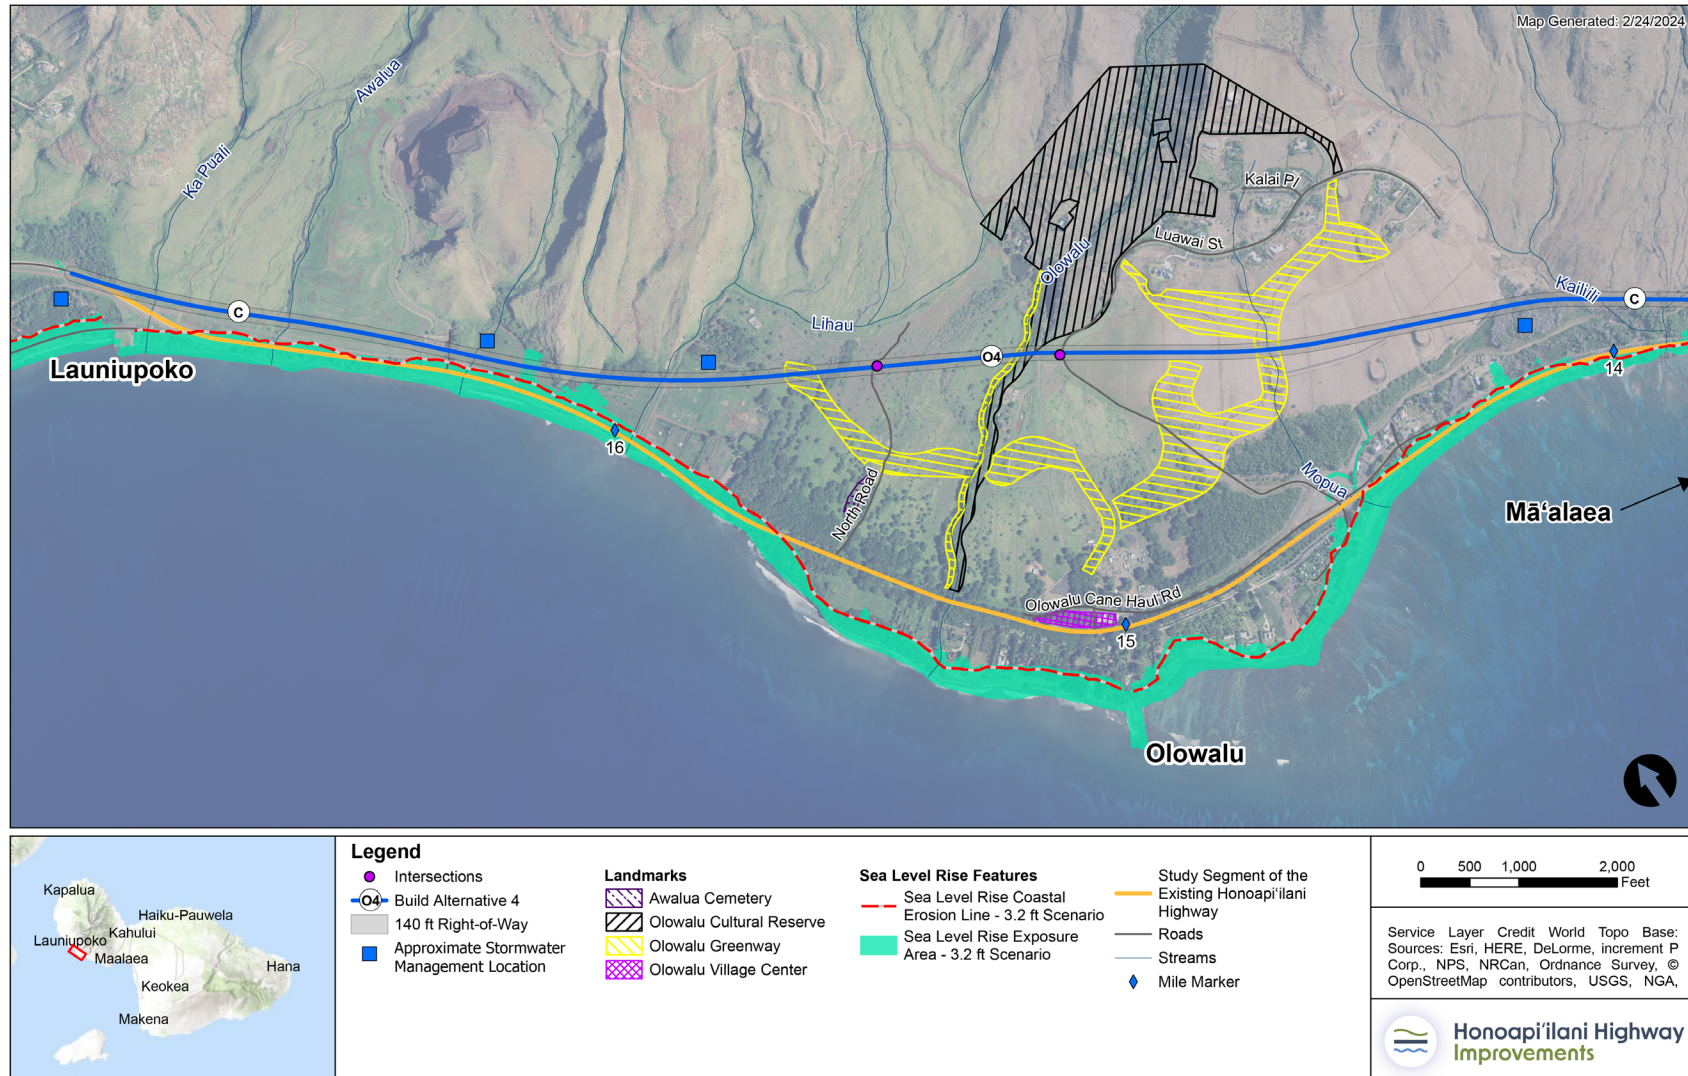 Map Generated: 2/24/2024
Awalua
Ka Puali
Kalai Pl
Luawai St
Olowalu
Kailiili
C
C
Lihau
O4
Launiupoko
14
16
North Road
Mopua
Mā‘alaea
Olowalu Cane Haul Rd
15
Olowalu
Kapalua
Haiku-Pauwela
Kahului
Launiupoko
Maalaea
Hana
Keokea
Makena
Legend
Intersections
O4 Build Alternative 4
140 ft Right-of-Way
Approximate Stormwater
Management Location
Landmarks
Awalua Cemetery
Olowalu Cultural Reserve
Olowalu Greenway
Olowalu Village Center
Sea Level Rise Features
Sea Level Rise Coastal
Erosion Line - 3.2 ft Scenario
Sea Level Rise Exposure
Area - 3.2 ft Scenario
Study Segment of the
Existing Honoapi‘ilani
Highway
Roads
Streams
Mile Marker
0 500 1,000 2,000
Feet
Service Layer Credit World Topo Base:
Sources: Esri, HERE, DeLorme, increment P
Corp., NPS, NRCan, Ordnance Survey, ©
OpenStreetMap contributors, USGS, NGA,
Honoapi‘ilani Highway
Improvements